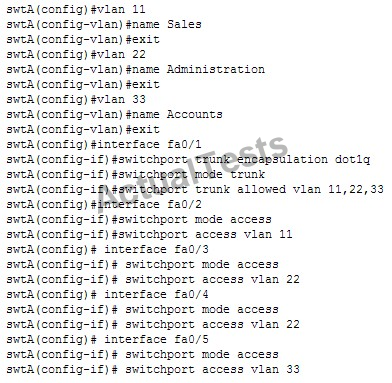 swtA(config)#vlan 11
swtA(config-vlan)#name Sales
swtA(config-vlan)#exit
swtA(config)#vlan 22
swtA(config-vlan)#name Administration
swtA(config-vlan)#exit
swtA(config)#vlan 33
swtA(config-vlan)#name Accounts
swtA(config-vlan)#exit
swtA(config)#interface fa0/1
swtA(config-if)#switchport trunk encapsulation dot1q
swtA(config-if)#switchport mode trunk
swtA(config-if)#switchport trunk allowed vlan 11,22,33
swtA(config)#interface fa0/2
swtA(config-if)#switchport mode access
swtA(config-if)#switchport access vlan 11
swtA(config)# interface fa0/3
swtA(config-if)# switchport mode access
swtA(config-if)# switchport access vlan 22
swtA(config)# interface fa0/4
swtA(config-if)# switchport mode access
swtA(config-if)# switchport access vlan 22
swtA(config)# interface fa0/5
swtA(config-if)# switchport mode access
swtA(config-if)# switchport access vlan 33
ActualTests